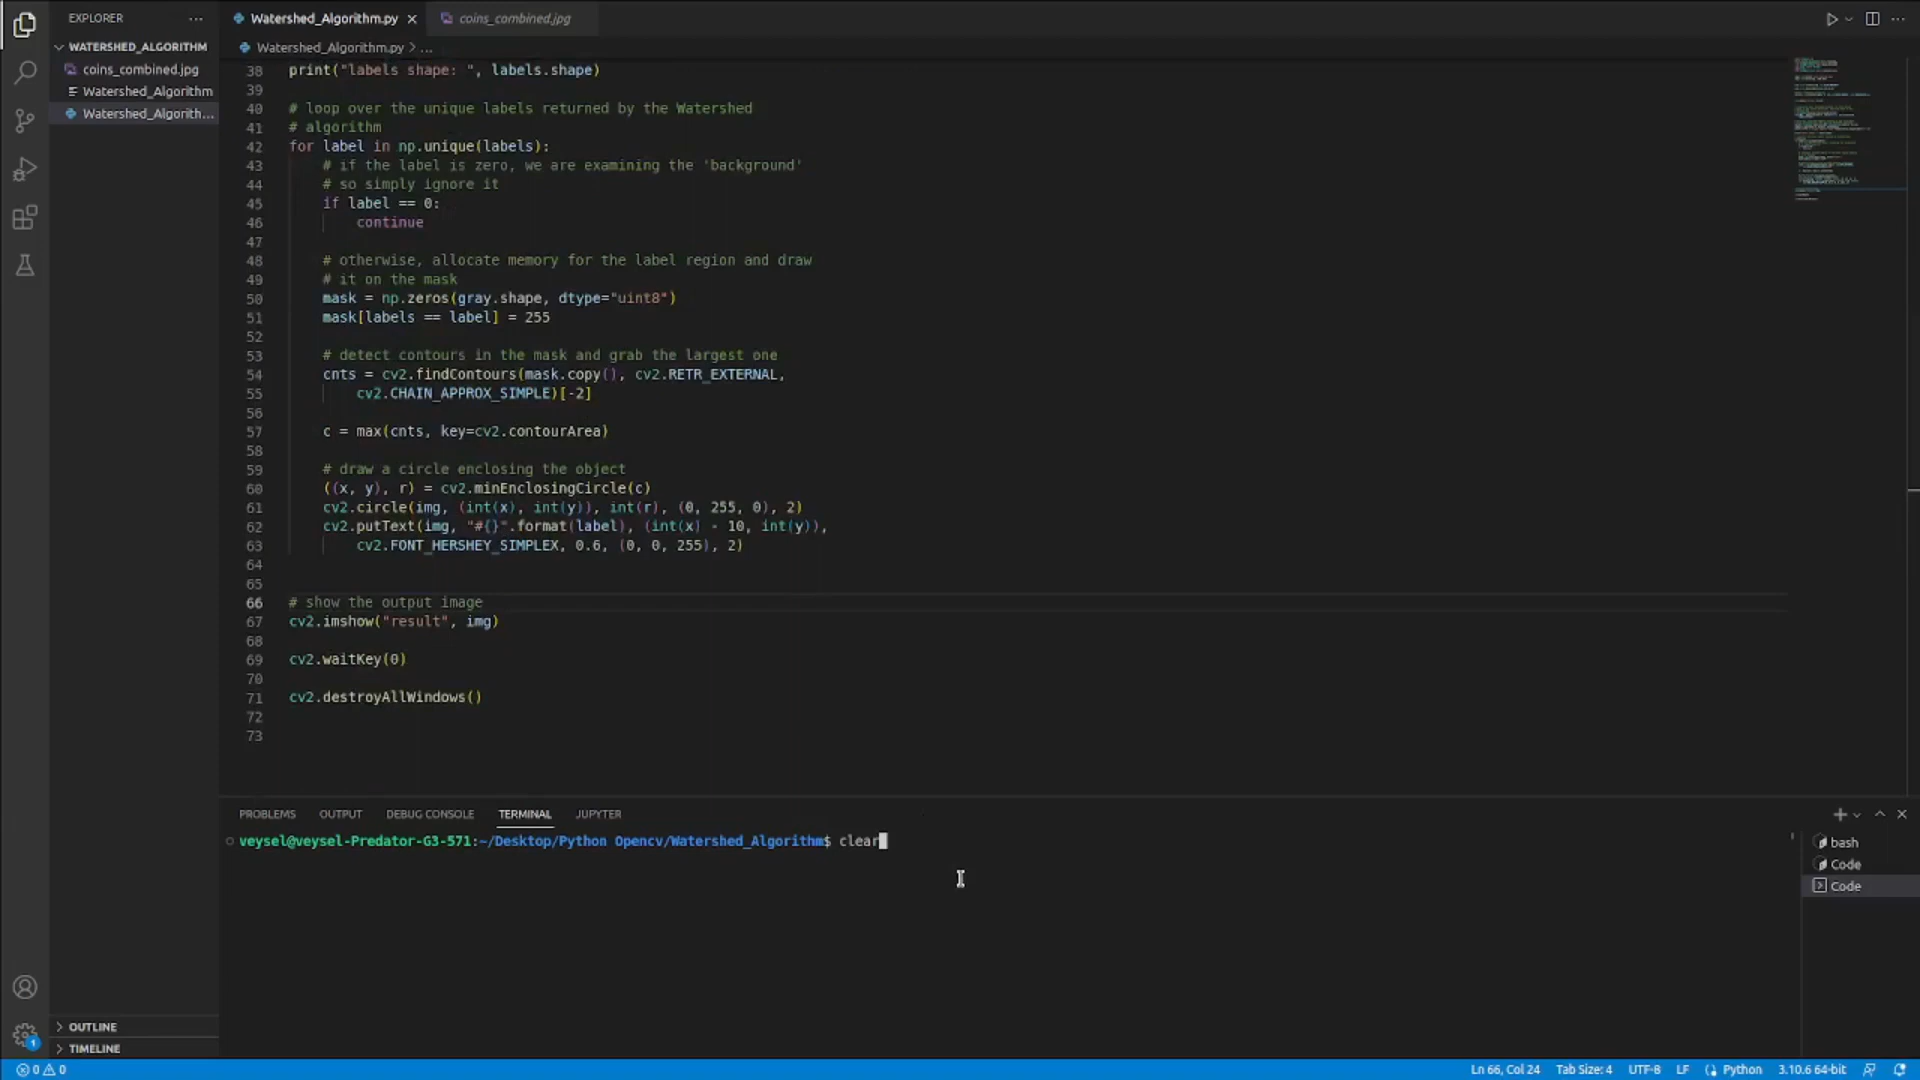 EXPLORER
WATERSHED_ALGORITHM
coins_combined.jpg
Watershed_Algorithm
Watershed_Algorith...
OUTLINE
TIMELINE
Watershed_Algorithm.py
coins_combined.jpg
Watershed_Algorithm.py > ...
38 print("labels shape: ", labels.shape)
39
40 # loop over the unique labels returned by the Watershed
41 # algorithm
42 for label in np.unique(labels):
43 # if the label is zero, we are examining the 'background'
44 # so simply ignore it
45 if label == 0:
46 continue
47
48 # otherwise, allocate memory for the label region and draw
49 # it on the mask
50 mask = np.zeros(gray.shape, dtype="uint8")
51 mask[labels == label] = 255
52
53 # detect contours in the mask and grab the largest one
54 cnts = cv2.findContours(mask.copy(), cv2.RETR_EXTERNAL,
55 cv2.CHAIN_APPROX_SIMPLE)[-2]
56
57 c = max(cnts, key=cv2.contourArea)
58
59 # draw a circle enclosing the object
60 ((x, y), r) = cv2.minEnclosingCircle(c)
61 cv2.circle(img, (int(x), int(y)), int(r), (0, 255, 0), 2)
62 cv2.putText(img, "#{}".format(label), (int(x) - 10, int(y)),
63 cv2.FONT_HERSHEY_SIMPLEX, 0.6, (0, 0, 255), 2)
64
65
66 # show the output image
67 cv2.imshow("result", img)
68
69 cv2.waitKey(0)
70
71 cv2.destroyAllWindows()
72
73
PROBLEMS OUTPUT DEBUG CONSOLE TERMINAL JUPYTER
veysel@veysel-Predator-G3-571:~/Desktop/Python Opencv/Watershed_Algorithm$ clear
bash
Code
Code
1
0 0 Ln 66, Col 24 Tab Size: 4 UTF-8 LF Python 3.10.6 64-bit